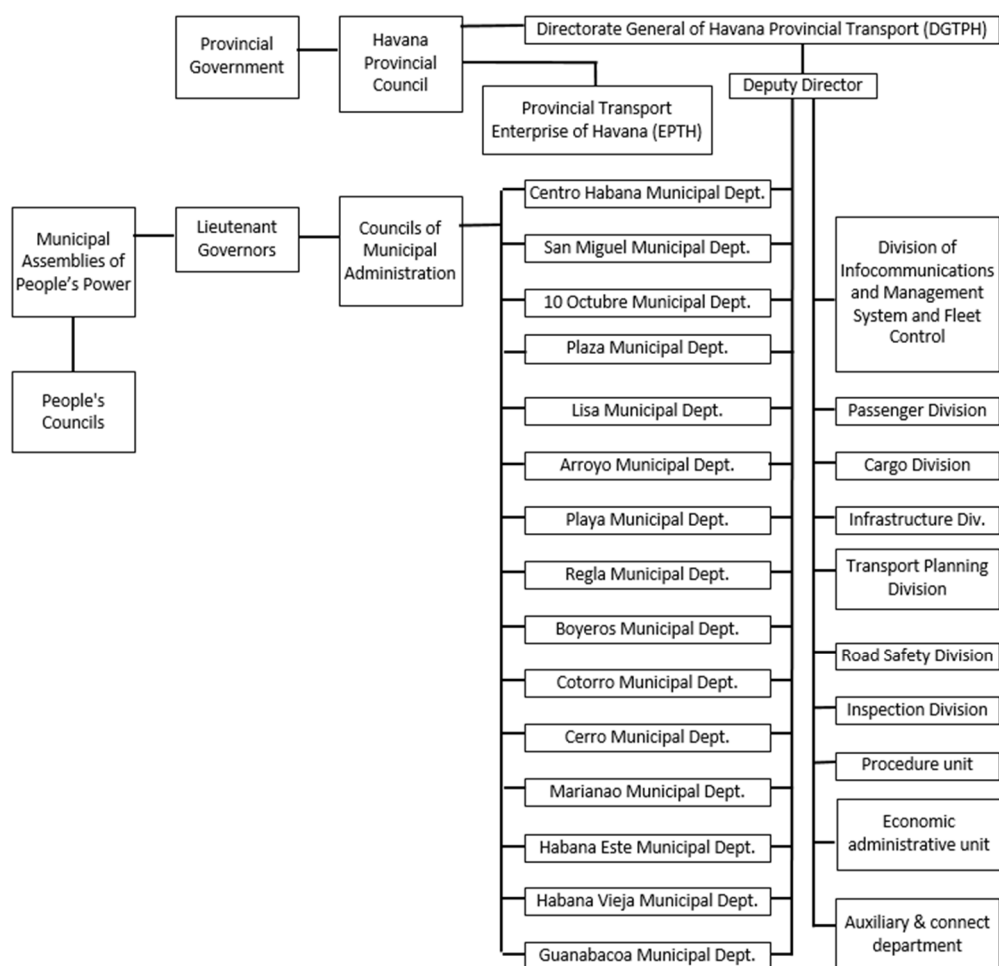 Provincial
Government
Havana
Provincial
Council
Directorate General of Havana Provincial Transport (DGTPH)
Deputy Director
Provincial Transport
Enterprise of Havana (EPTH)
Municipal
Assemblies of
People’s Power
People's
Councils
Lieutenant
Governors
Councils of
Municipal
Administration
Centro Habana Municipal Dept.
San Miguel Municipal Dept.
10 Octubre Municipal Dept.
Plaza Municipal Dept.
Lisa Municipal Dept.
Arroyo Municipal Dept.
Playa Municipal Dept.
Regla Municipal Dept.
Boyeros Municipal Dept.
Cotorro Municipal Dept.
Cerro Municipal Dept.
Marianao Municipal Dept.
Habana Este Municipal Dept.
Habana Vieja Municipal Dept.
Guanabacoa Municipal Dept.
Division of
Infocommunications
and Management
System and Fleet
Control
Passenger Division
Cargo Division
Infrastructure Div.
Transport Planning
Division
Road Safety Division
Inspection Division
Procedure unit
Economic
administrative unit
Auxiliary & connect
department